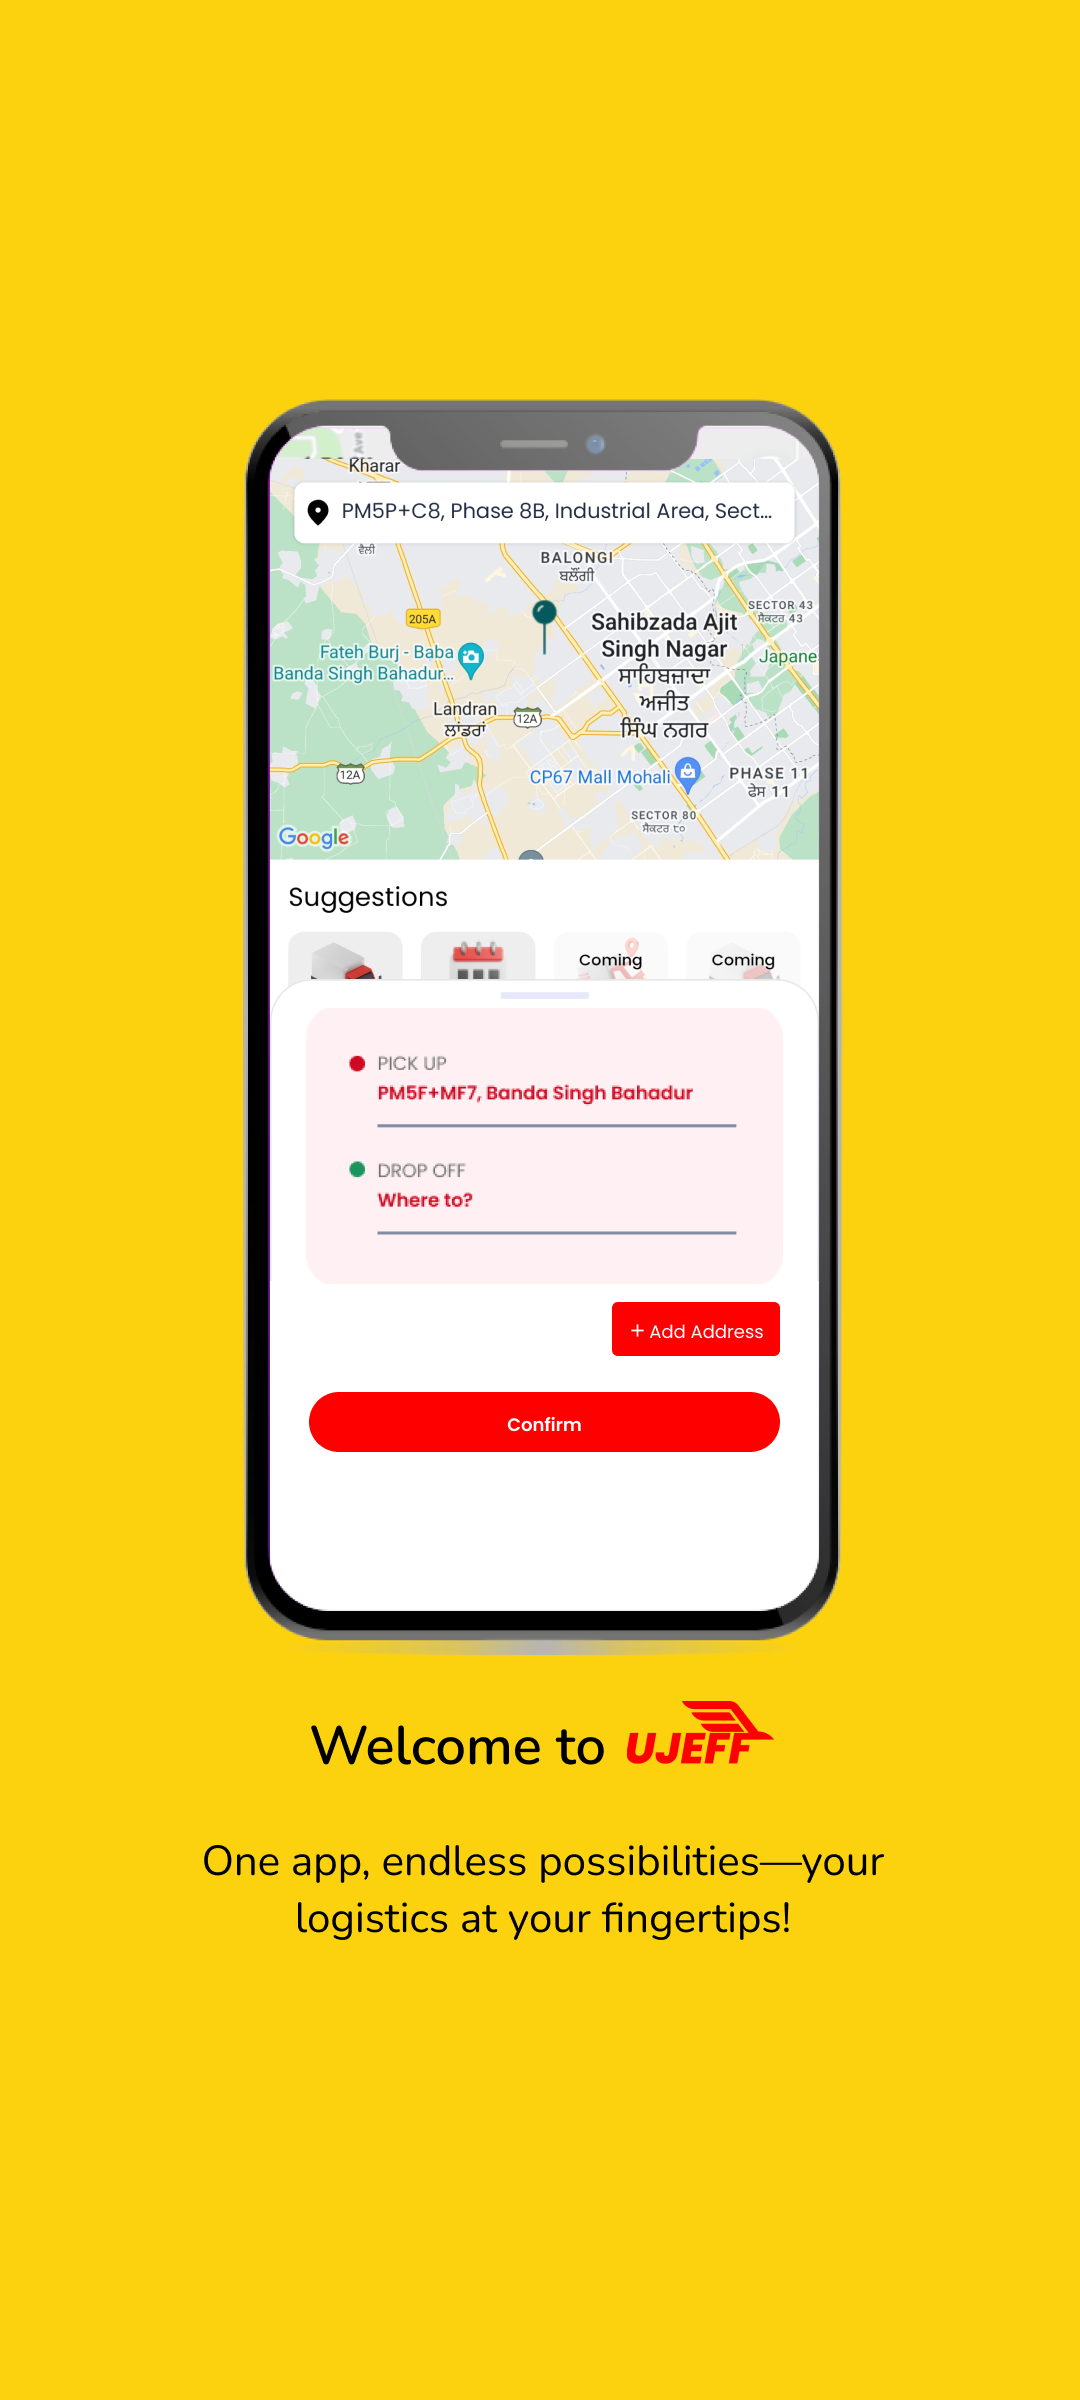 Ave
Kharar
PM5P+C8, Phase 8B, Industrial Area, Sect...
ਵੈਲੀ
BALONGI
ਬਲੌਂਗੀ
SECTOR 43
ਸੈਕਟਰ 43
205A
Sahibzada Ajit
Singh Nagar
ਸਾਹਿਬਜ਼ਾਦਾ
ਅਜੀਤ
ਸਿੰਘ ਨਗਰ
Japane
Fateh Burj - Baba
Banda Singh Bahadur...
Landran
ਲਾਂਡਰਾਂ
12A
12A
CP67 Mall Mohali
PHASE 11
ਫੇਸ 11
SECTOR 80
ਸੈਕਟਰ ੮੦
Google
Suggestions
Coming
Coming
PICK UP
PM5F+MF7, Banda Singh Bahadur
DROP OFF
Where to?
+ Add Address
Confirm
Welcome to UJEFF
One app, endless possibilities—your
logistics at your fingertips!